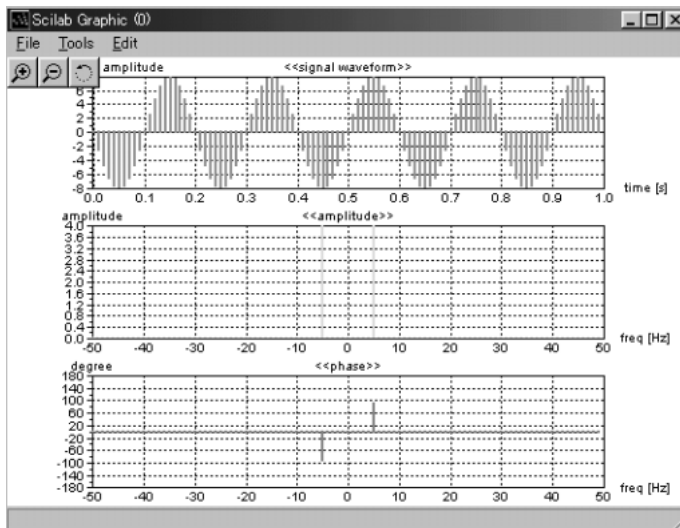 Scilab Graphic (0)
File Tools Edit
amplitude <<signal waveform>>
6
4
2
0
-2
-4
-6
-8
0.0 0.1 0.2 0.3 0.4 0.5 0.6 0.7 0.8 0.9 1.0
time [s]
amplitude <<amplitude>>
4.0
3.6
3.2
2.8
2.4
2.0
1.6
1.2
0.8
0.4
0.0
-50 -40 -30 -20 -10 0 10 20 30 40 50
freq [Hz]
degree <<phase>>
180
140
100
60
20
-20
-60
-100
-140
-180
-50 -40 -30 -20 -10 0 10 20 30 40 50
freq [Hz]